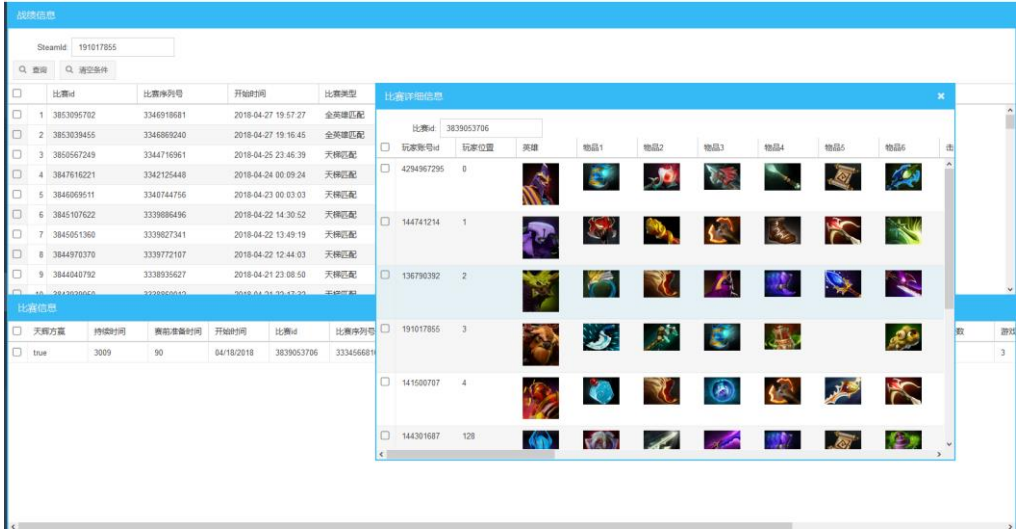 战绩信息
SteamId 191017855
查询 清空条件
比赛id 比赛序列号 开始时间 比赛类型
1 3853095702 3346918681 2018-04-27 19:57:27 全英雄匹配
2 3853039455 3346869240 2018-04-27 19:16:45 全英雄匹配
3 3850567249 3344716961 2018-04-25 23:46:39 天梯匹配
4 3847616221 3342125448 2018-04-24 00:09:24 天梯匹配
5 3846069511 3340744756 2018-04-23 00:03:03 天梯匹配
6 3845107622 3339886496 2018-04-22 14:30:52 天梯匹配
7 3845051360 3339827341 2018-04-22 13:49:19 天梯匹配
8 3844970370 3339772107 2018-04-22 12:44:03 天梯匹配
9 3844040792 3338935627 2018-04-21 23:08:50 天梯匹配
比赛详细信息
比赛id: 3839053706
玩家账号id 玩家位置 英雄 物品1 物品2 物品3 物品4 物品5 物品6 击
4294967295 0
144741214 1
136790392 2
191017855 3
141500707 4
144301687 128
比赛信息
天辉方赢 持续时间 赛前准备时间 开始时间 比赛id 比赛序列号 数 游戏
true 3009 90 04/18/2018 3839053706 3334566810 3